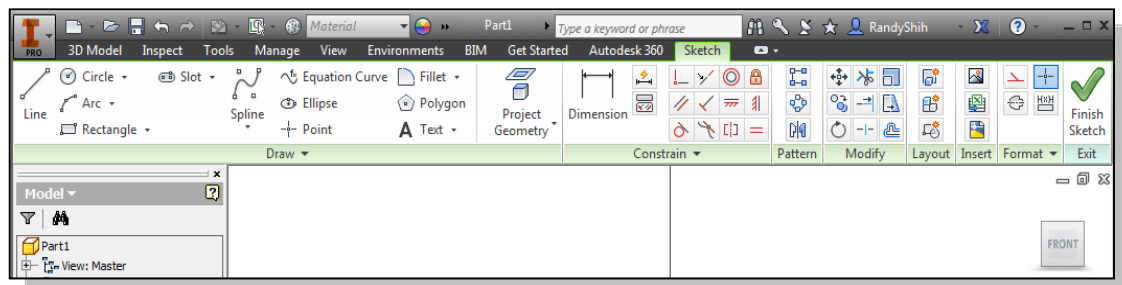 Material Part1 Type a keyword or phrase RandyShih
PRO 3D Model Inspect Tools Manage View Environments BIM Get Started Autodesk 360 Sketch
Circle Slot Equation Curve Fillet
Arc Ellipse Polygon
Line Spline Project Geometry Dimension Finish Sketch
Rectangle Point A Text
Draw Constrain Pattern Modify Layout Insert Format Exit
Model
Part1
View: Master
FRONT